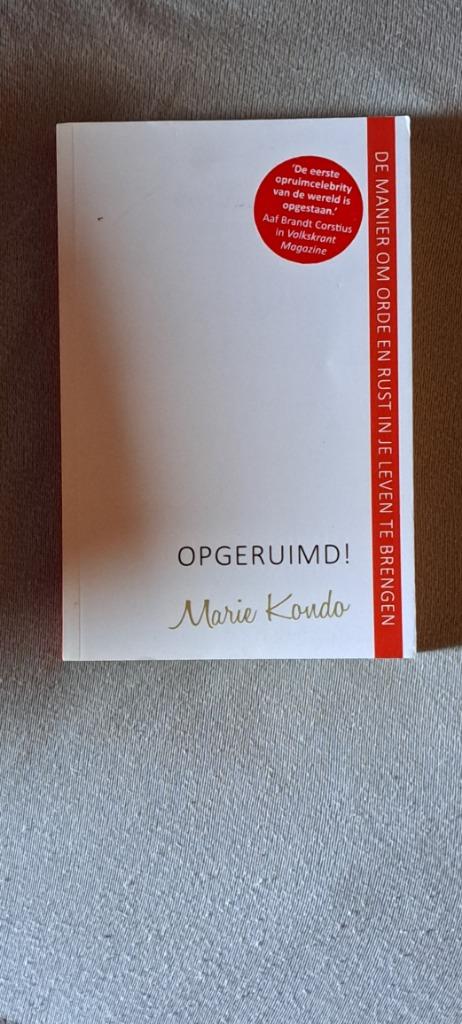 'De eerste
opruimcelebrity
van de wereld is
opgestaan.'
Aaf Brandt Corstius
in Volkskrant
Magazine
DE MANIER OM ORDE EN RUST IN JE LEVEN TE BRENGEN
OPGERUIMD!
Marie Kondo